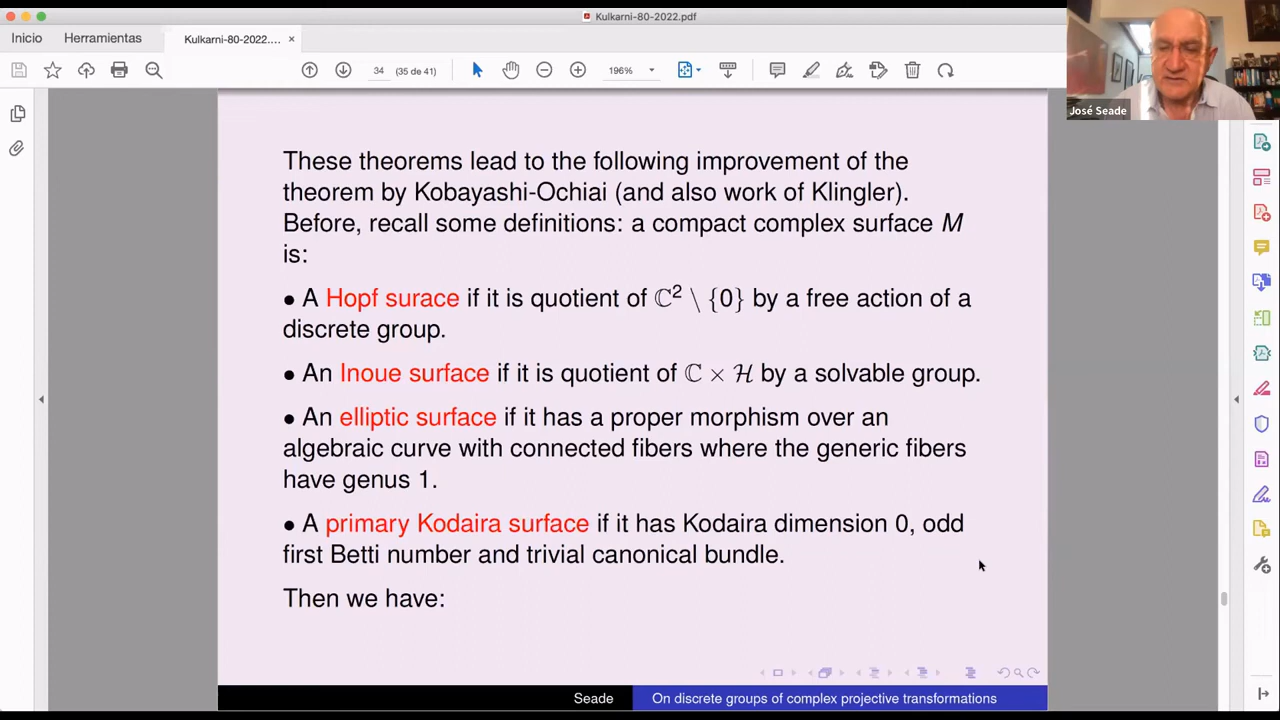 Kulkarni-80-2022.pdf
Inicio
Herramientas
Kulkarni-80-2022.... ×
34 (35 de 41)
196%
José Seade
These theorems lead to the following improvement of the
theorem by Kobayashi-Ochiai (and also work of Klingler).
Before, recall some definitions: a compact complex surface M
is:
• A Hopf surace if it is quotient of ℂ² \ {0} by a free action of a
discrete group.
• An Inoue surface if it is quotient of ℂ × ℋ by a solvable group.
• An elliptic surface if it has a proper morphism over an
algebraic curve with connected fibers where the generic fibers
have genus 1.
• A primary Kodaira surface if it has Kodaira dimension 0, odd
first Betti number and trivial canonical bundle.
Then we have:
Seade
On discrete groups of complex projective transformations